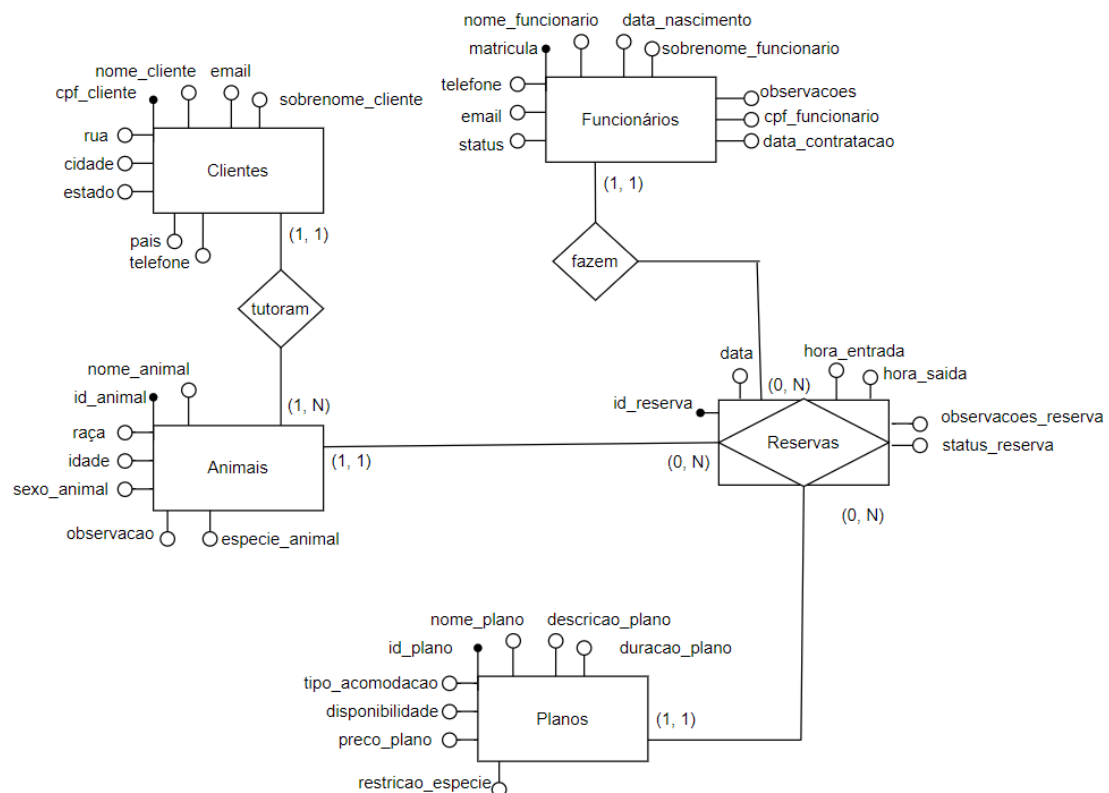 nome_funcionario
data_nascimento
matricula
sobrenome_funcionario
telefone
email
status
Funcionários
observacoes
cpf_funcionario
data_contratacao
(1, 1)
nome_cliente
email
cpf_cliente
sobrenome_cliente
rua
cidade
estado
Clientes
pais
telefone
(1, 1)
fazem
tutoram
nome_animal
id_animal
(1, N)
raça
idade
sexo_animal
Animais
(1, 1)
observacao
especie_animal
data
hora_entrada
hora_saida
(0, N)
id_reserva
Reservas
observacoes_reserva
status_reserva
(0, N)
(0, N)
nome_plano
descricao_plano
id_plano
duracao_plano
tipo_acomodacao
disponibilidade
preco_plano
Planos
(1, 1)
restricao_especie